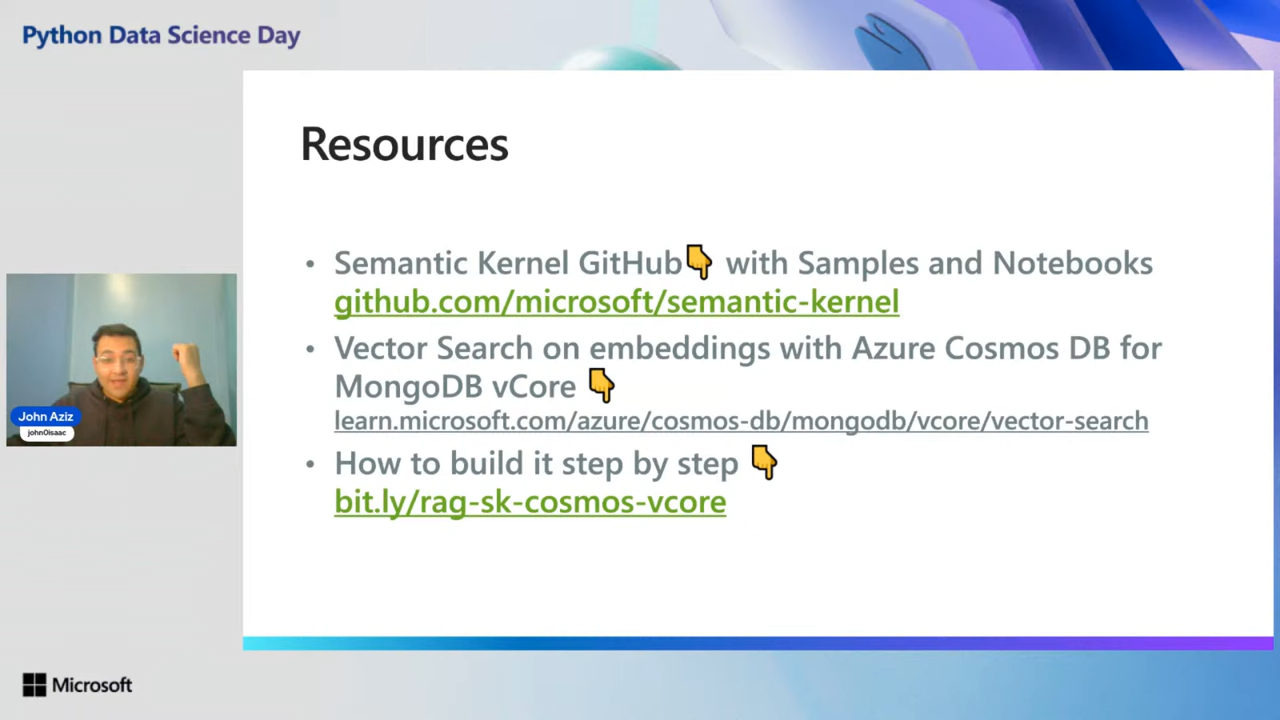 Python Data Science Day
Resources
• Semantic Kernel GitHub👇 with Samples and Notebooks
github.com/microsoft/semantic-kernel
• Vector Search on embeddings with Azure Cosmos DB for
MongoDB vCore 👇
learn.microsoft.com/azure/cosmos-db/mongodb/vcore/vector-search
• How to build it step by step 👇
bit.ly/rag-sk-cosmos-vcore
John Aziz
john0isaac
Microsoft